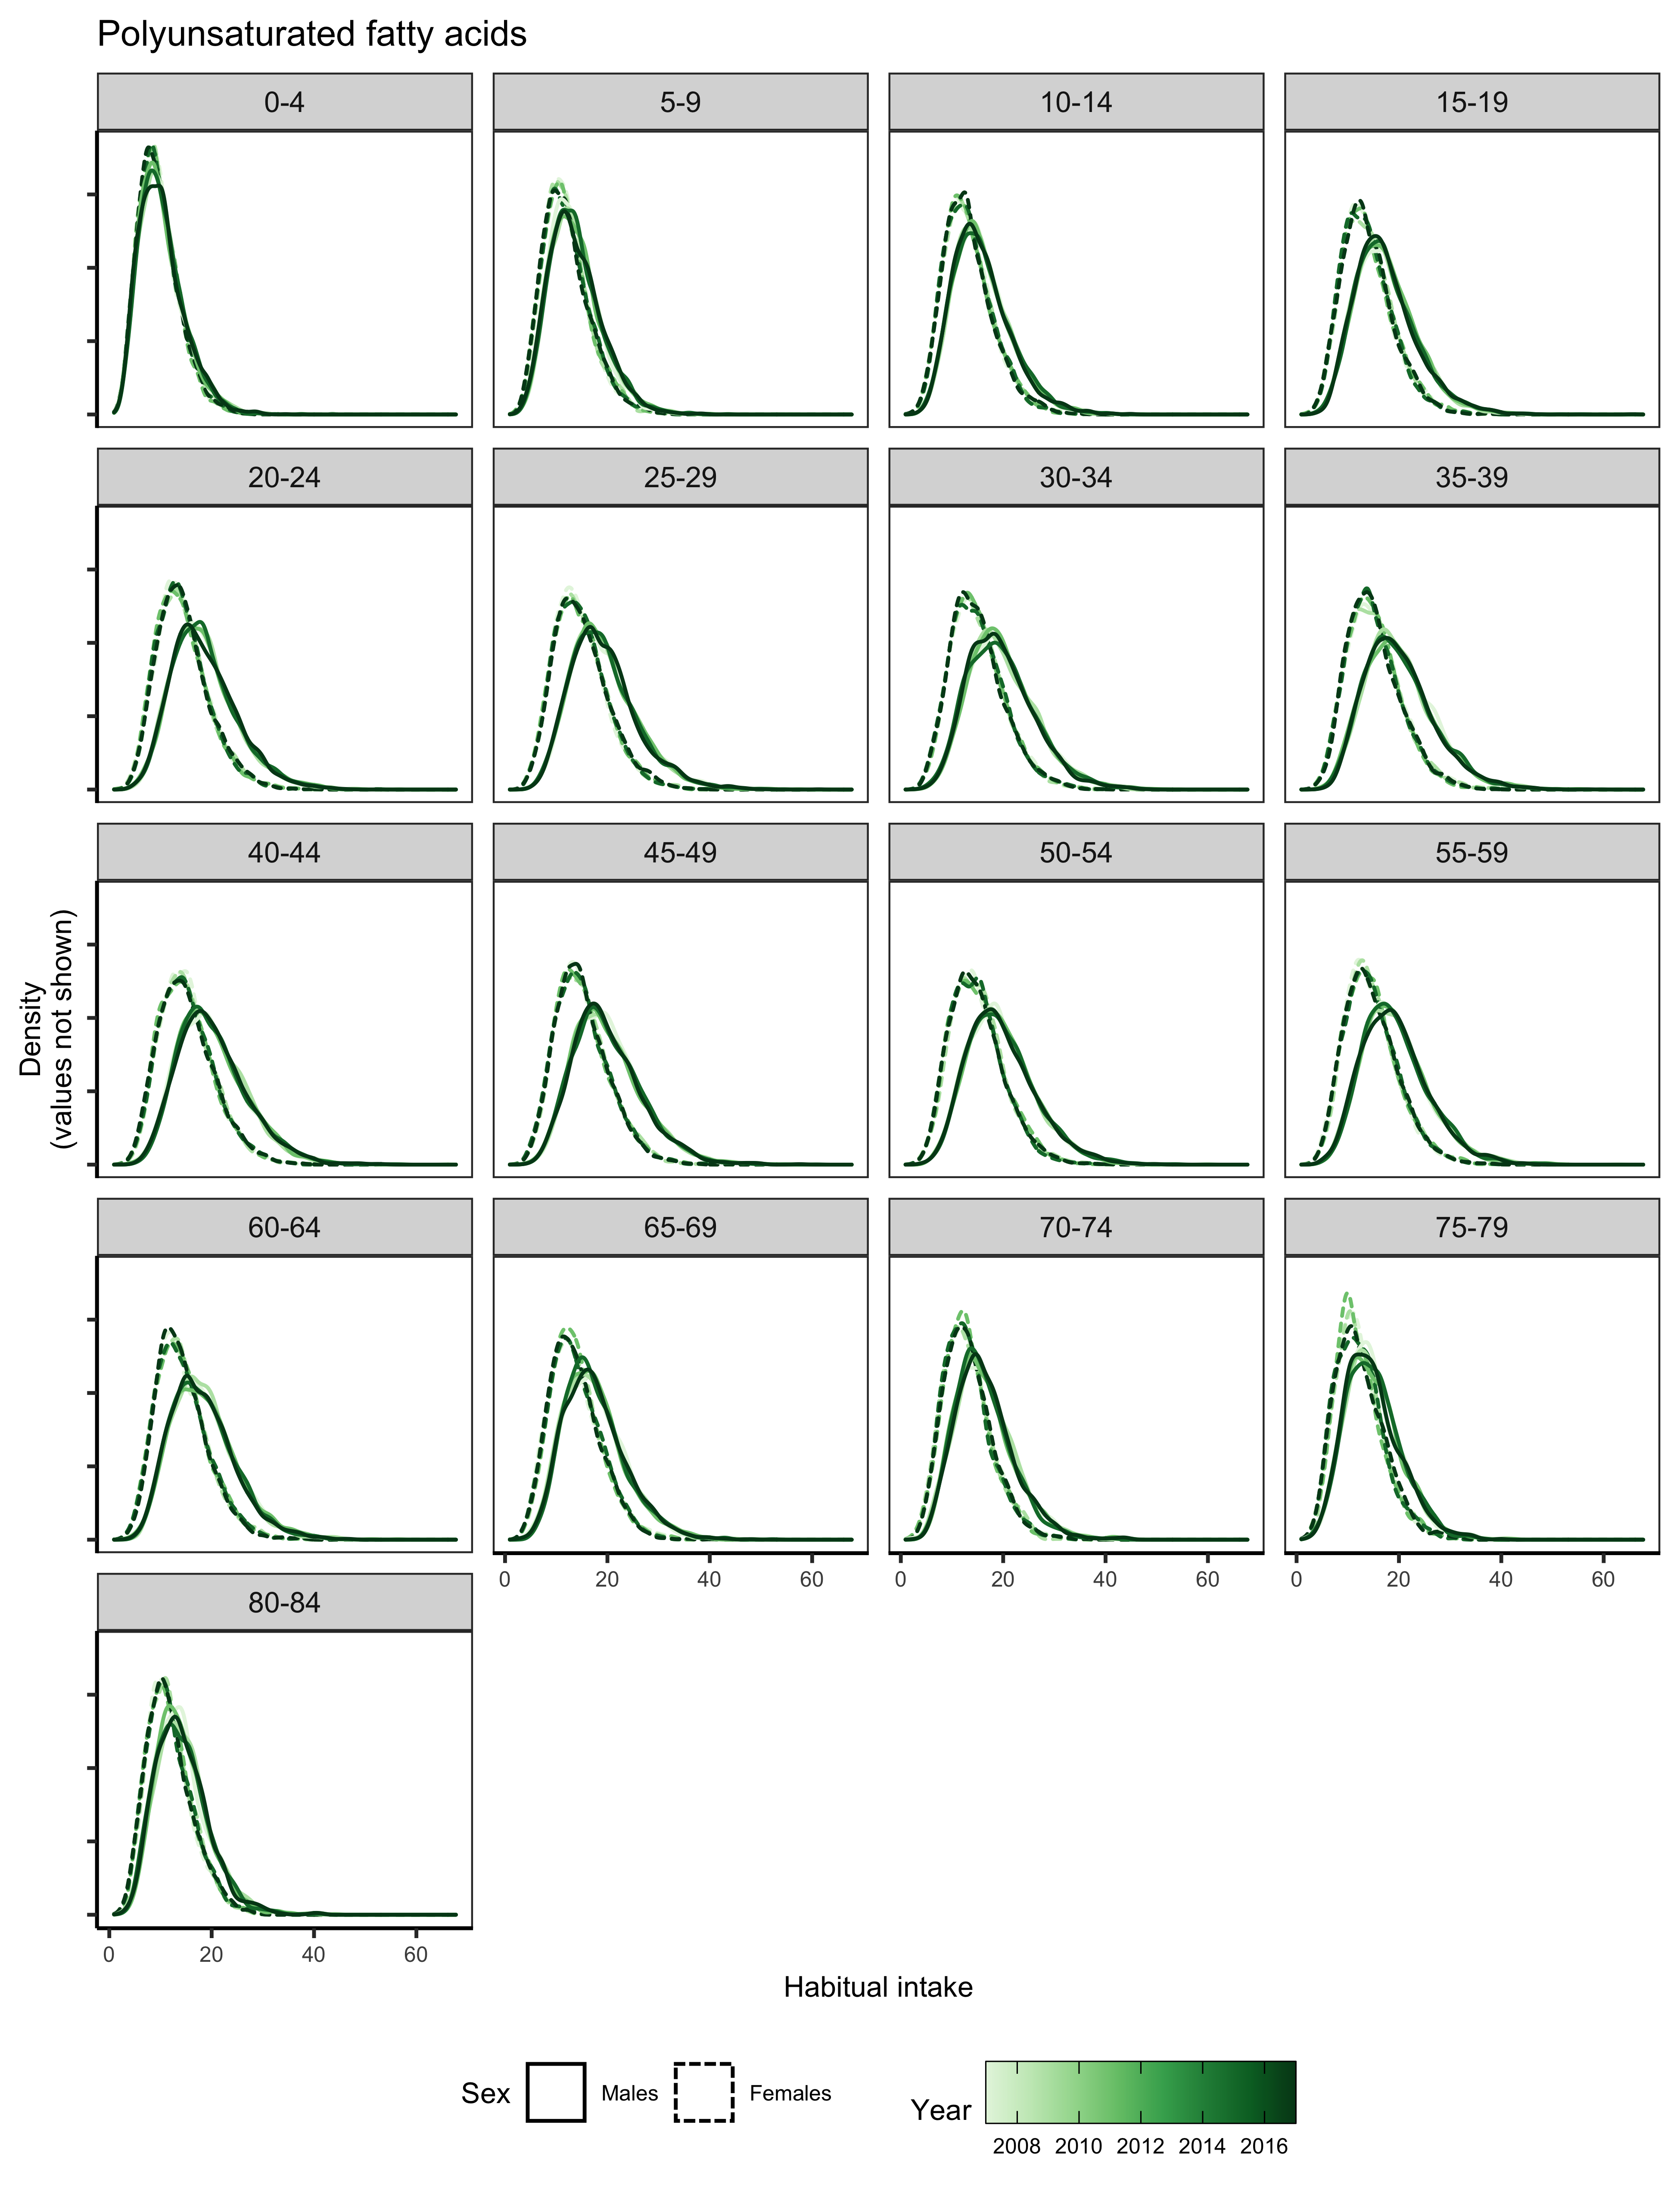 Polyunsaturated fatty acids
0-4
5-9
10-14
15-19
20-24
25-29
30-34
35-39
40-44
45-49
50-54
55-59
Density
(values not shown)
60-64
65-69
70-74
75-79
0 20 40 60
0 20 40 60
0 20 40 60
80-84
0 20 40 60
Habitual intake
Sex Males Females
Year
2008 2010 2012 2014 2016